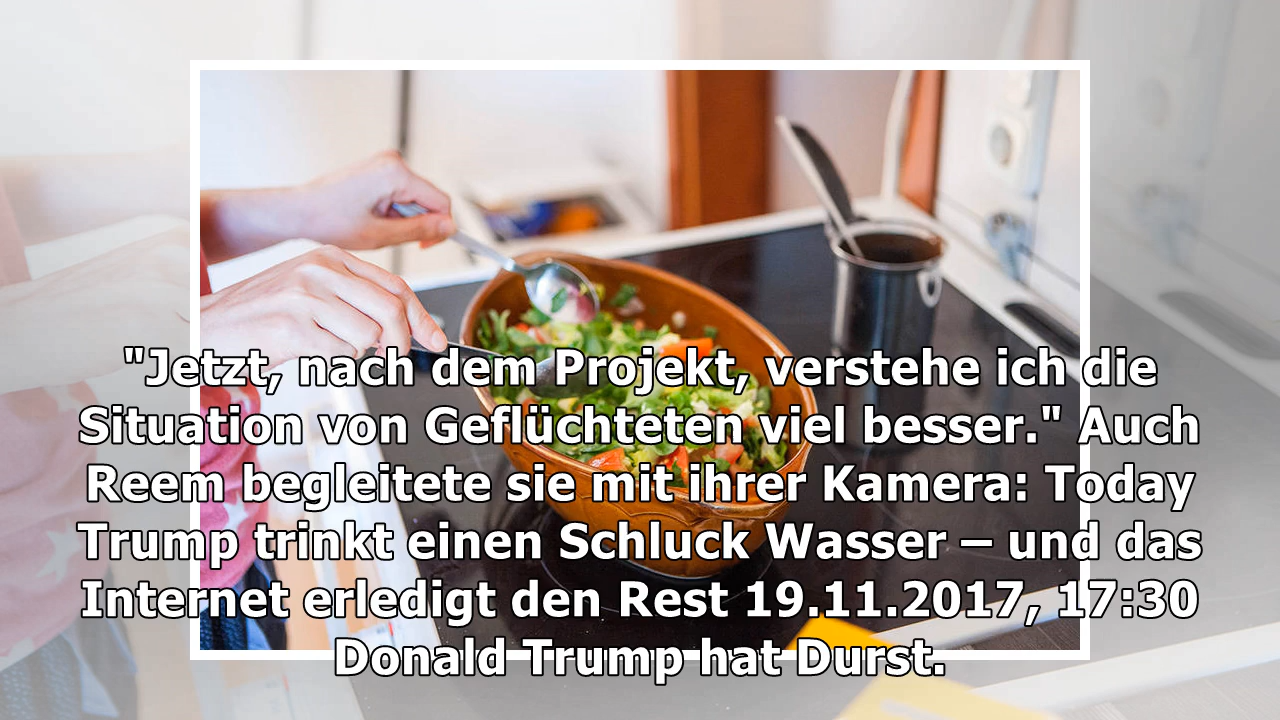 "Jetzt, nach dem Projekt, verstehe ich die
Situation von Geflüchteten viel besser." Auch
Reem begleitete sie mit ihrer Kamera: Today
Trump trinkt einen Schluck Wasser – und das
Internet erledigt den Rest 19.11.2017, 17:30
Donald Trump hat Durst.